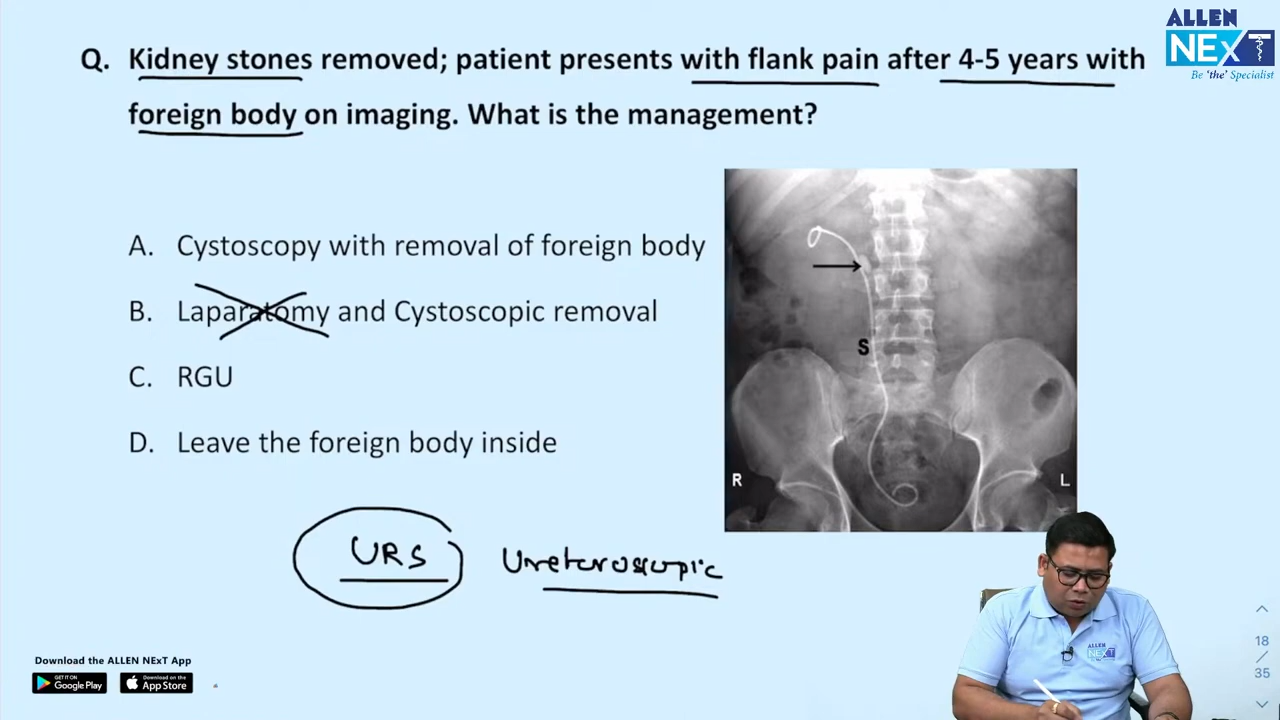 ALLEN
NExT
Be 'the' Specialist
Q. Kidney stones removed; patient presents with flank pain after 4-5 years with
foreign body on imaging. What is the management?
A. Cystoscopy with removal of foreign body
B. Laparatomy and Cystoscopic removal
C. RGU
D. Leave the foreign body inside
S
R
L
URS Ureteroscopic
Download the ALLEN NExT App
GET IT ON
Google Play
Download on the
App Store
ALLEN
NExT
18
/
35